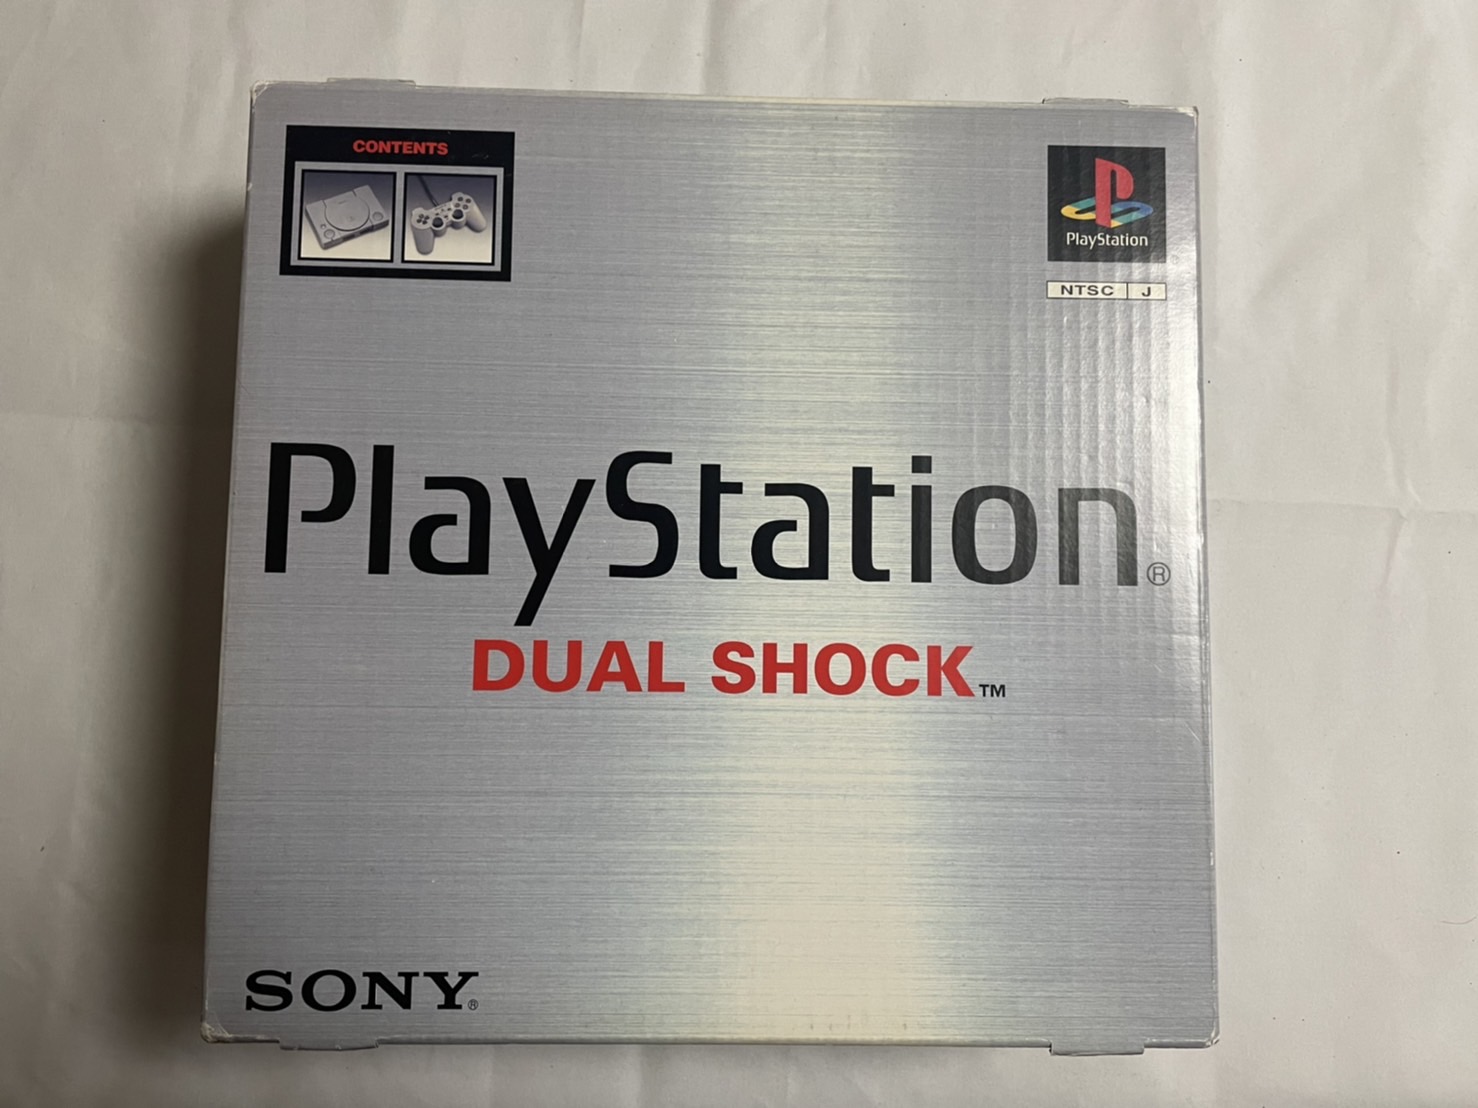 CONTENTS
PlayStation
NTSC J
PlayStation®
DUAL SHOCK™
SONY®